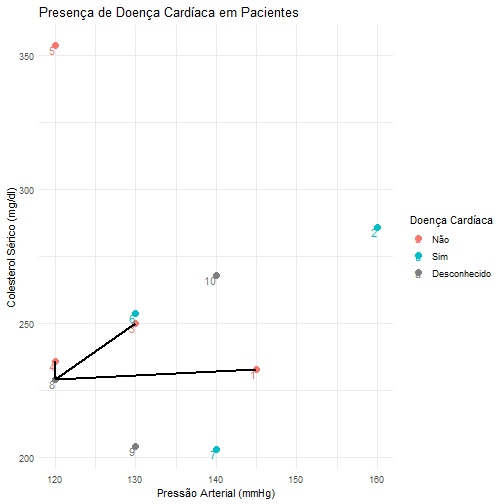 Presença de Doença Cardíaca em Pacientes
Colesterol Sérico (mg/dl)
350
300
250
200
5
2
10
6
3
4
8
1
9
7
120
130
140
150
160
Pressão Arterial (mmHg)
Doença Cardíaca
Não
Sim
Desconhecido